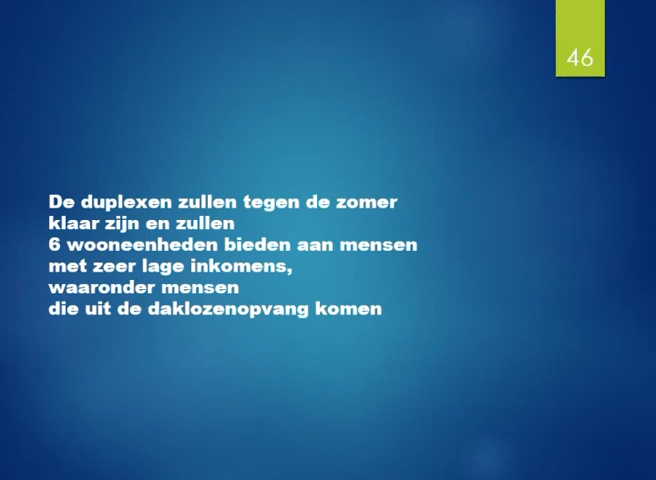 46
De duplexen zullen tegen de zomer
klaar zijn en zullen
6 wooneenheden bieden aan mensen
met zeer lage inkomens,
waaronder mensen
die uit de daklozenopvang komen